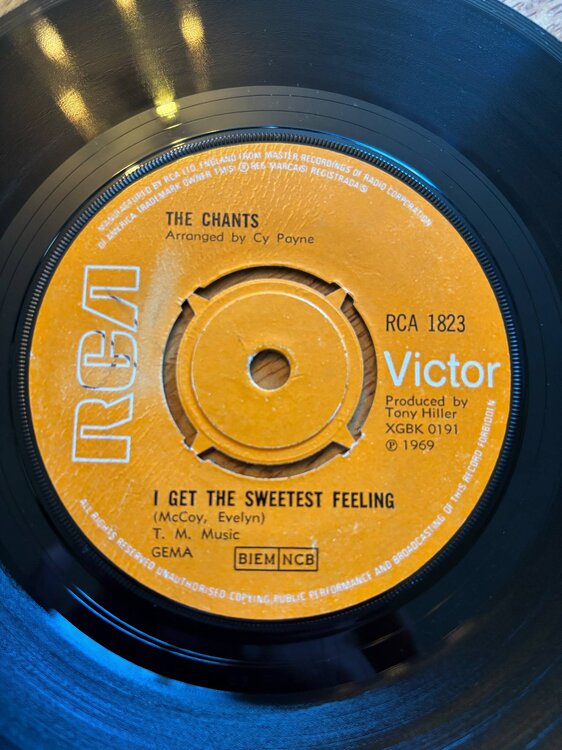 MANUFACTURED BY RCA LTD. ENGLAND FROM MASTER RECORDINGS OF RADIO CORPORATION
OF AMERICA TRADEMARK OWNER TM(S) ® REG MARCA(S) REGISTRADA(S)
THE CHANTS
Arranged by Cy Payne
RCA
RCA 1823
Victor
Produced by
Tony Hiller
XGBK 0191
℗ 1969
I GET THE SWEETEST FEELING
(McCoy, Evelyn)
T. M. Music
GEMA
BIEM NCB
ALL RIGHTS RESERVED UNAUTHORISED COPYING PUBLIC PERFORMANCE AND BROADCASTING OF THIS RECORD FORBIDDEN